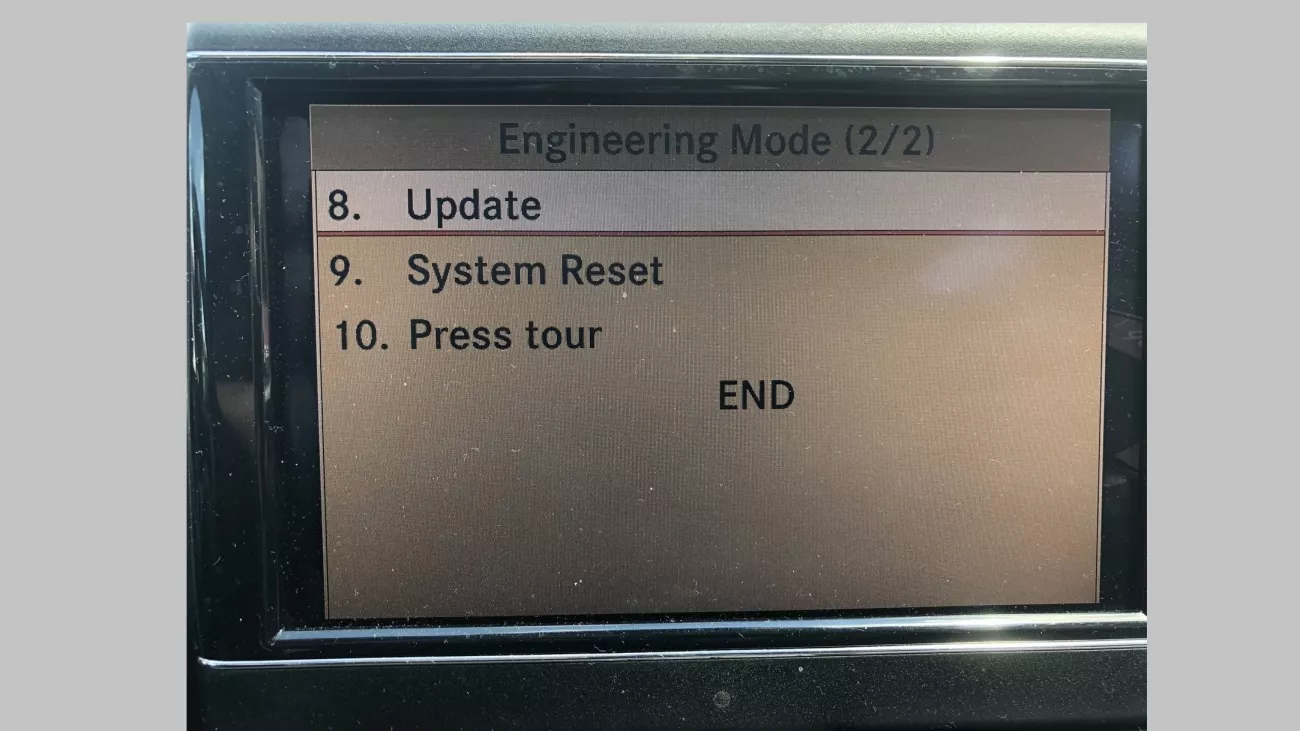 Engineering Mode (2/2)
8. Update
9. System Reset
10. Press tour
END